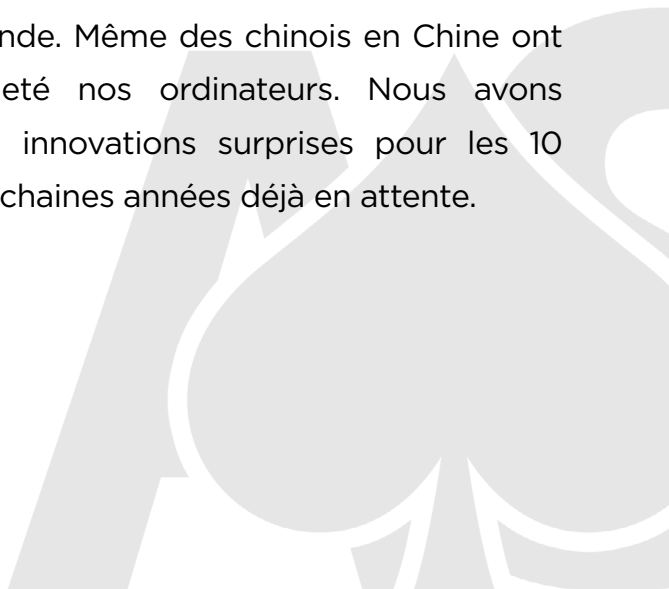 nde. Même des chinois en Chine ont
eté nos ordinateurs. Nous avons
innovations surprises pour les 10
chaines années déjà en attente.